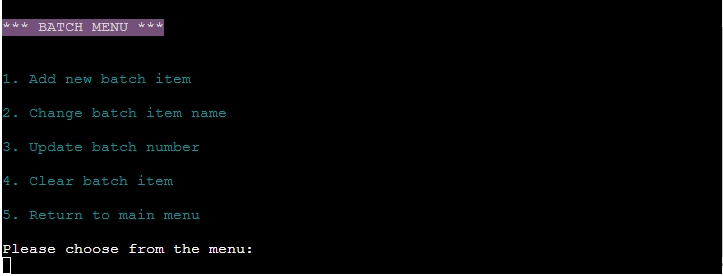 *** BATCH MENU ***
1. Add new batch item
2. Change batch item name
3. Update batch number
4. Clear batch item
5. Return to main menu
Please choose from the menu: